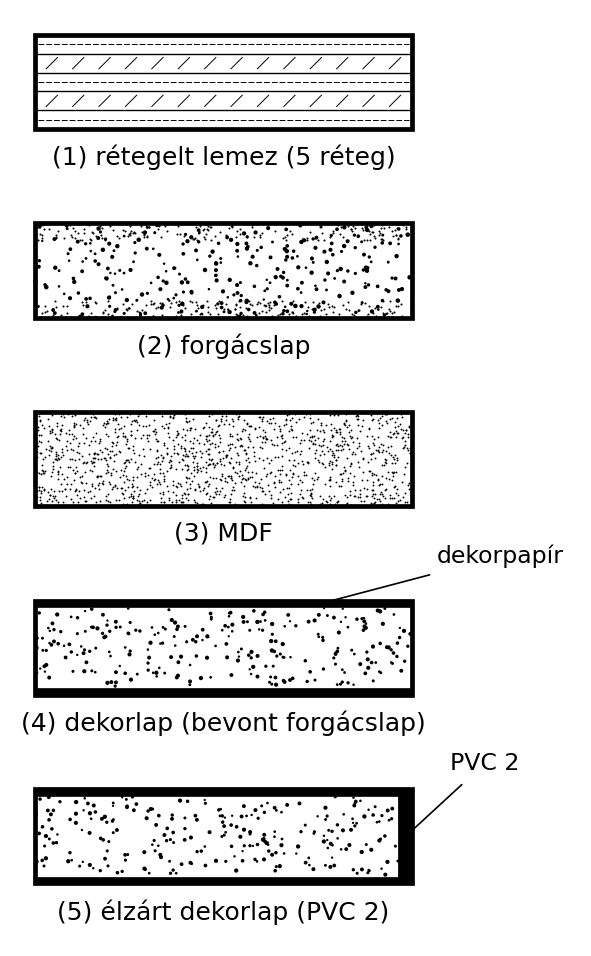 (1) rétegelt lemez (5 réteg)
(2) forgácslap
(3) MDF
dekorpapír
(4) dekorlap (bevont forgácslap)
PVC 2
(5) élzárt dekorlap (PVC 2)